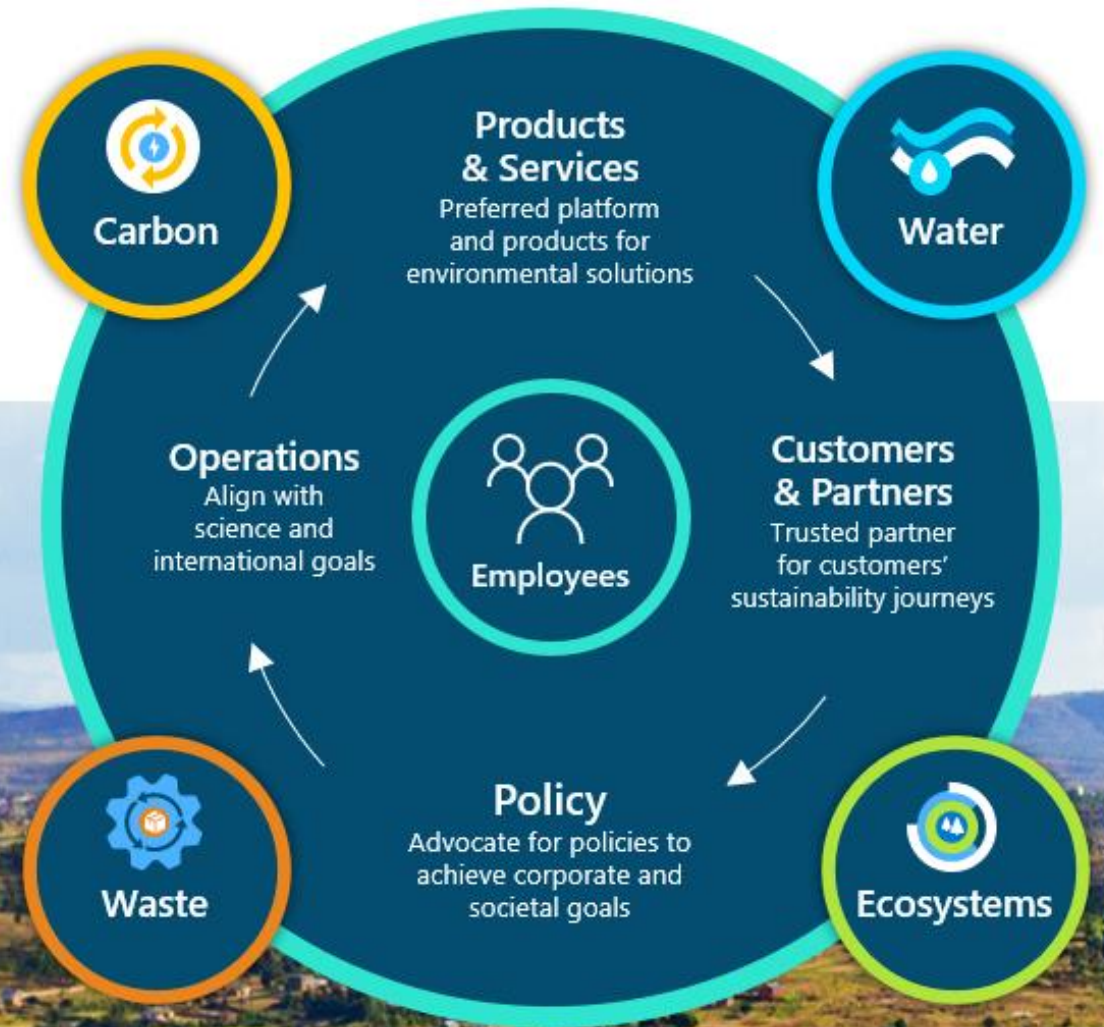 Carbon
Products
& Services
Preferred platform
and products for
environmental solutions
Water
Operations
Align with
science and
international goals
Employees
Customers
& Partners
Trusted partner
for customers'
sustainability journeys
Waste
Policy
Advocate for policies to
achieve corporate and
societal goals
Ecosystems